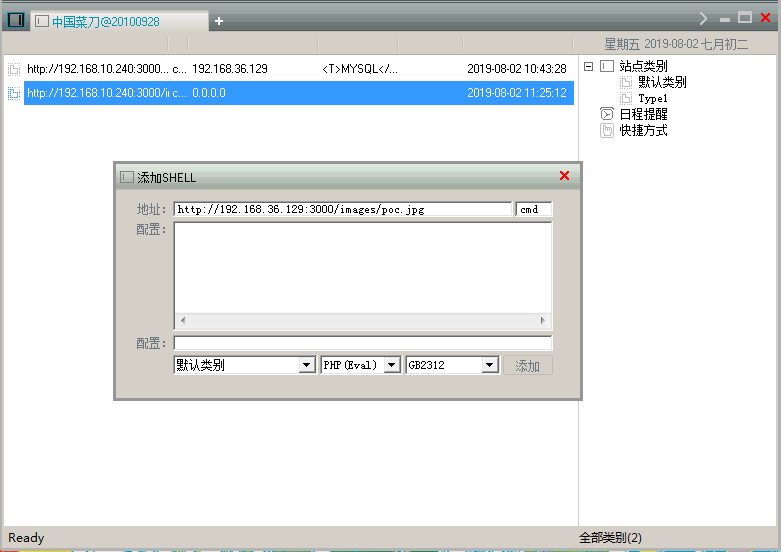 中国菜刀@20100928
+
星期五 2019-08-02 七月初二
http://192.168.10.240:3000... c... 192.168.36.129 <T>MYSQL</... 2019-08-02 10:43:28
http://192.168.10.240:3000/i c... 0.0.0.0 2019-08-02 11:25:12
站点类别
默认类别
Type1
日程提醒
快捷方式
添加SHELL
地址: http://192.168.36.129:3000/images/poc.jpg cmd
配置:
配置:
默认类别 PHP(Eval) GB2312 添加
Ready 全部类别(2)